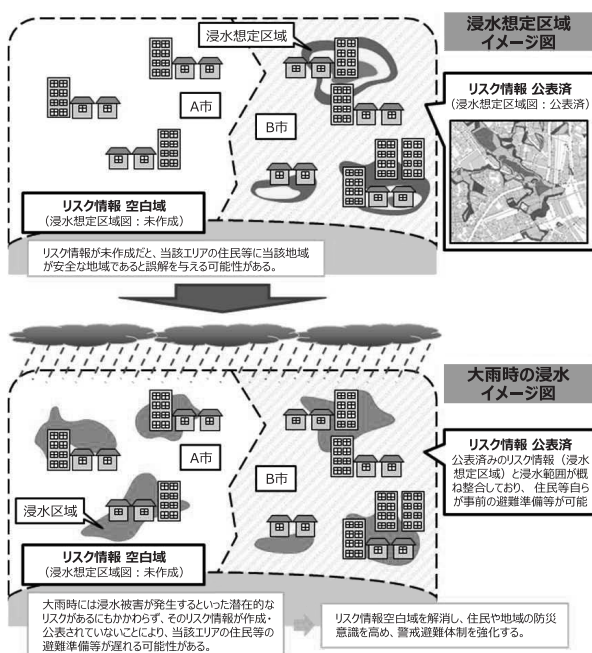 浸水想定区域
イメージ図
浸水想定区域
リスク情報 公表済
（浸水想定区域図：公表済）
A市
B市
リスク情報 空白域
（浸水想定区域図：未作成）
リスク情報が未作成だと、当該エリアの住民等に当該地域
が安全な地域であると誤解を与える可能性がある。
大雨時の浸水
イメージ図
リスク情報 公表済
公表済みのリスク情報（浸水
想定区域）と浸水範囲が概
ね整合しており、住民等自ら
が事前の避難準備等が可能
A市
B市
浸水区域
リスク情報 空白域
（浸水想定区域図：未作成）
大雨時には浸水被害が発生するといった潜在的な
リスクがあるにもかかわらず、そのリスク情報が作成・
公表されていないことにより、当該エリアの住民等の
避難準備等が遅れる可能性がある。
リスク情報空白域を解消し、住民や地域の防災
意識を高め、警戒避難体制を強化する。